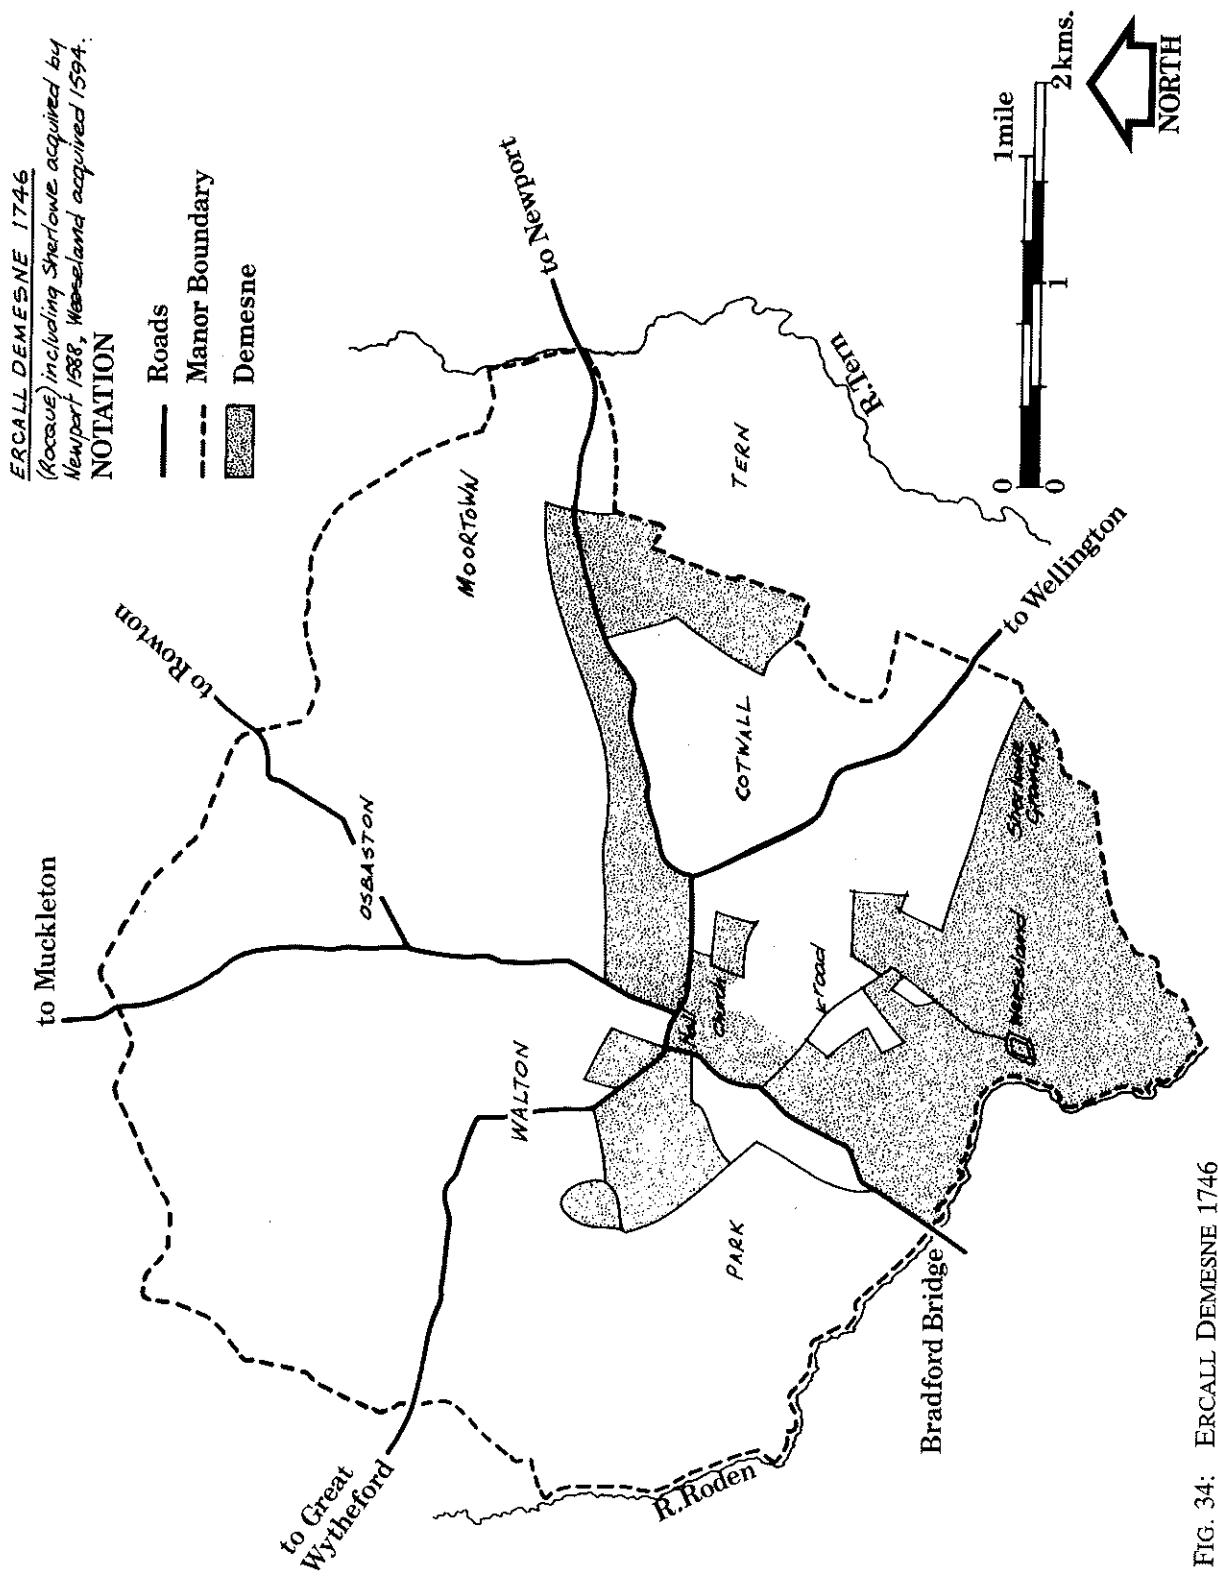 ERCALL DEMESNE 1746
(Rocque) including Sherlowe acquired by
Newport 1588, Weeseland acquired 1594.
NOTATION
Roads
Manor Boundary
Demesne
to Muckleton
to Rowton
to Newport
OSBASTON
MOORTOWN
WALTON
TERN
R.Tern
COTWALL
Hall
Church
road
PARK
Weeseland
Sherlowe
Grange
to Wellington
to Great
Wytheford
R.Roden
Bradford Bridge
0
1mile
0
1
2kms.
NORTH
FIG. 34: ERCALL DEMESNE 1746